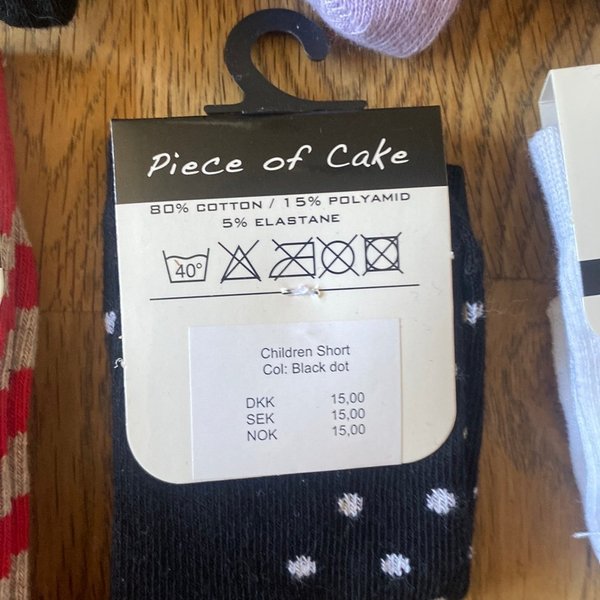 Piece of Cake
80% COTTON / 15% POLYAMID
5% ELASTANE
40°
Children Short
Col: Black dot
DKK 15,00
SEK 15,00
NOK 15,00